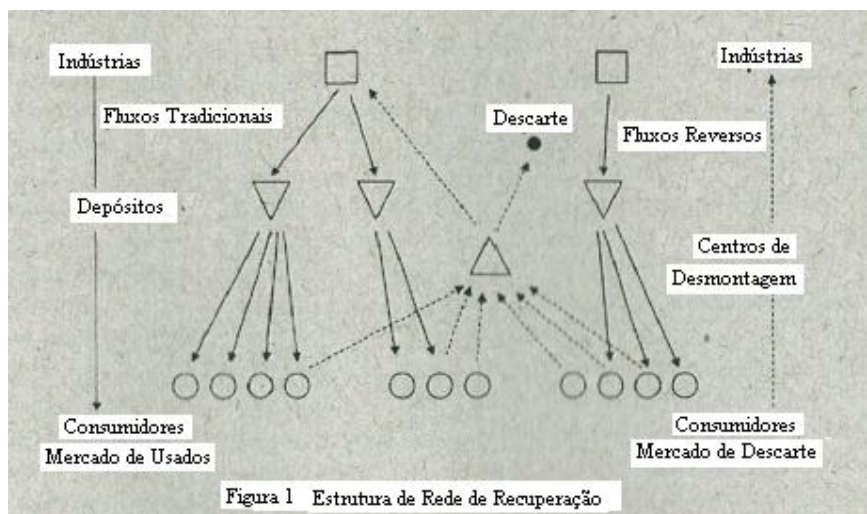 Indústrias
Indústrias
Fluxos Tradicionais
Descarte
Fluxos Reversos
Depósitos
Centros de
Desmontagem
Consumidores
Mercado de Usados
Consumidores
Mercado de Descarte
Figura 1 Estrutura de Rede de Recuperação